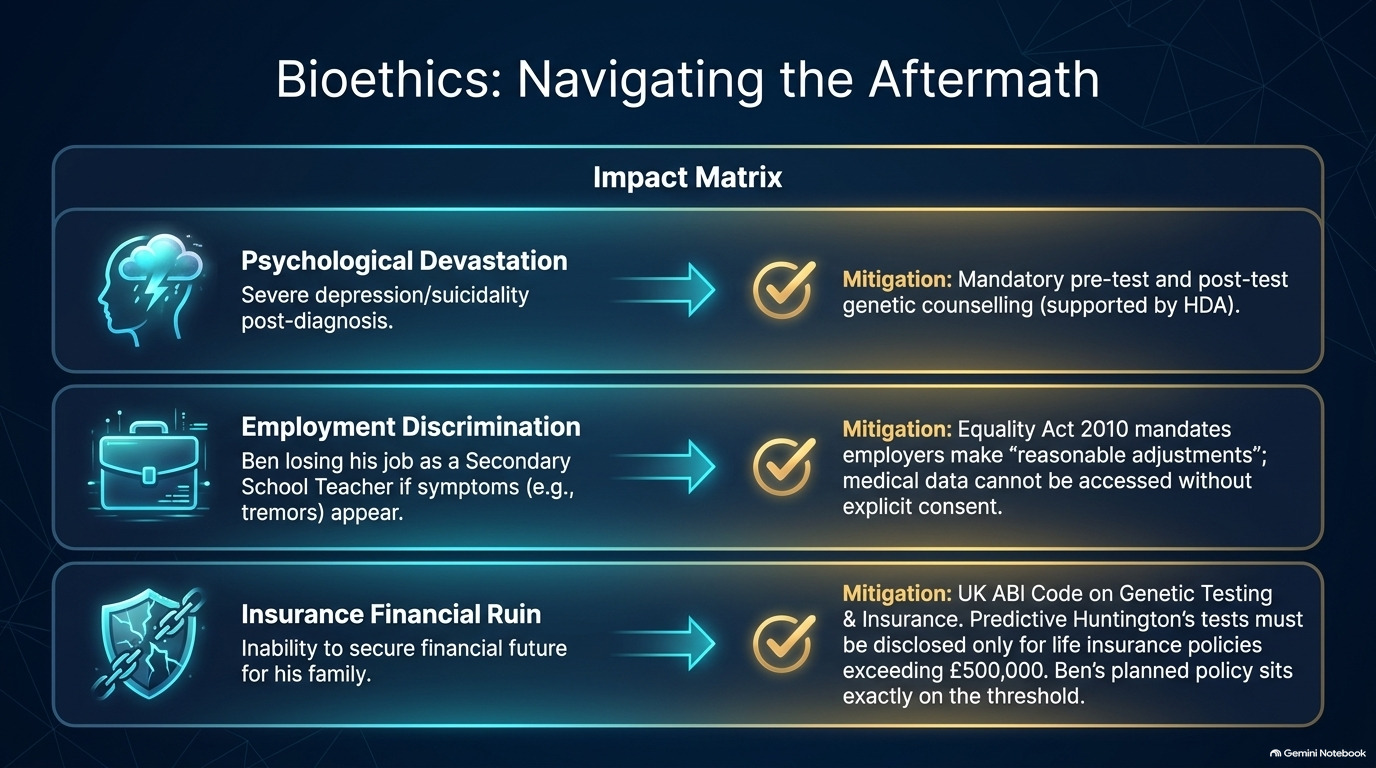 Bioethics: Navigating the Aftermath
Impact Matrix
Psychological Devastation
Severe depression/suicidality
post-diagnosis.
Mitigation: Mandatory pre-test and post-test
genetic counselling (supported by HDA).
Employment Discrimination
Ben losing his job as a Secondary
School Teacher if symptoms (e.g.,
tremors) appear.
Mitigation: Equality Act 2010 mandates
employers make “reasonable adjustments”;
medical data cannot be accessed without
explicit consent.
Insurance Financial Ruin
Inability to secure financial future
for his family.
Mitigation: UK ABI Code on Genetic Testing
& Insurance. Predictive Huntington’s tests must
be disclosed only for life insurance policies
exceeding £500,000. Ben’s planned policy sits
exactly on the threshold.
Gemini Notebook